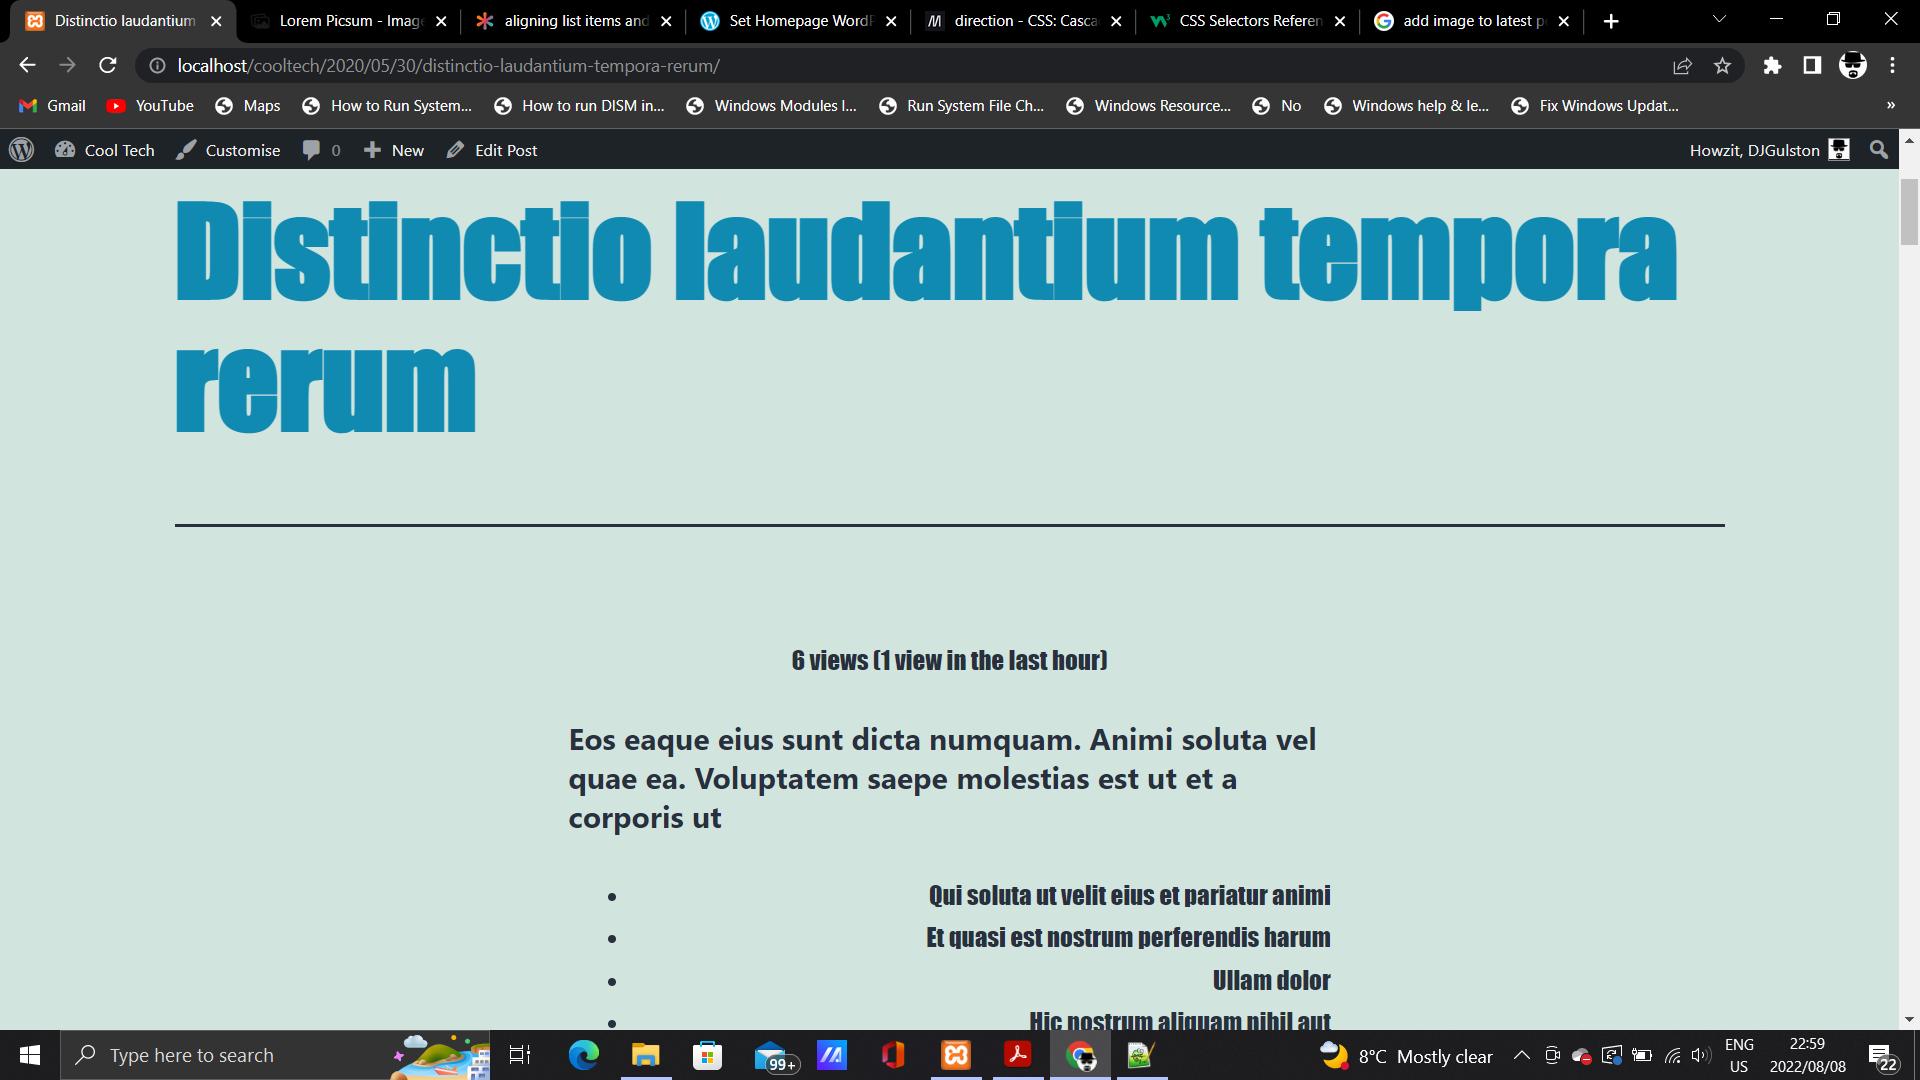 Distinctio laudantium
Lorem Picsum - Image
aligning list items and
Set Homepage WordP
direction - CSS: Casca
CSS Selectors Referen
add image to latest p
localhost/cooltech/2020/05/30/distinctio-laudantium-tempora-rerum/
Gmail
YouTube
Maps
How to Run System...
How to run DISM in...
Windows Modules I...
Run System File Ch...
Windows Resource...
No
Windows help & le...
Fix Windows Updat...
»
Cool Tech
Customise
0
New
Edit Post
Howzit, DJGulston
Distinctio laudantium tempora
rerum
6 views (1 view in the last hour)
Eos eaque eius sunt dicta numquam. Animi soluta vel
quae ea. Voluptatem saepe molestias est ut et a
corporis ut
• Qui soluta ut velit eius et pariatur animi
• Et quasi est nostrum perferendis harum
• Ullam dolor
• Hic nostrum aliquam nihil aut
Type here to search
99+
8°C Mostly clear
ENG
US
22:59
2022/08/08
22